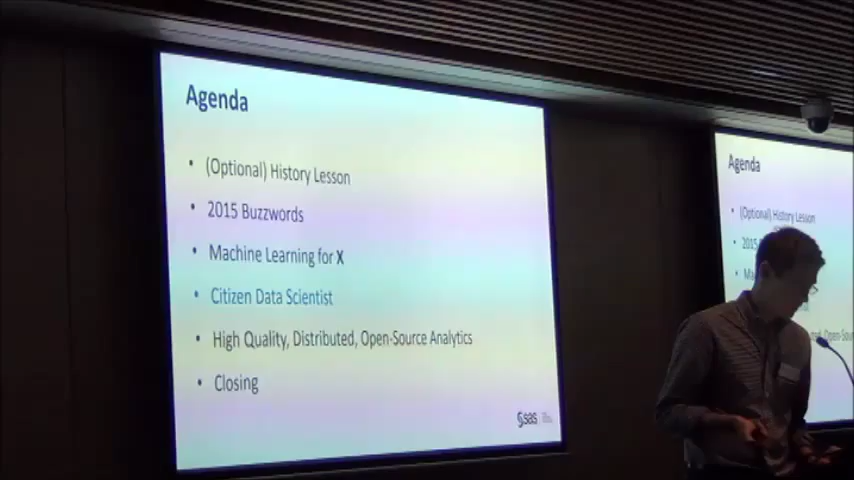 Agenda
• (Optional) History Lesson
• 2015 Buzzwords
• Machine Learning for X
• Citizen Data Scientist
• High Quality, Distributed, Open-Source Analytics
• Closing
sas
Agenda
• (Optional) History Lesson
• 2015